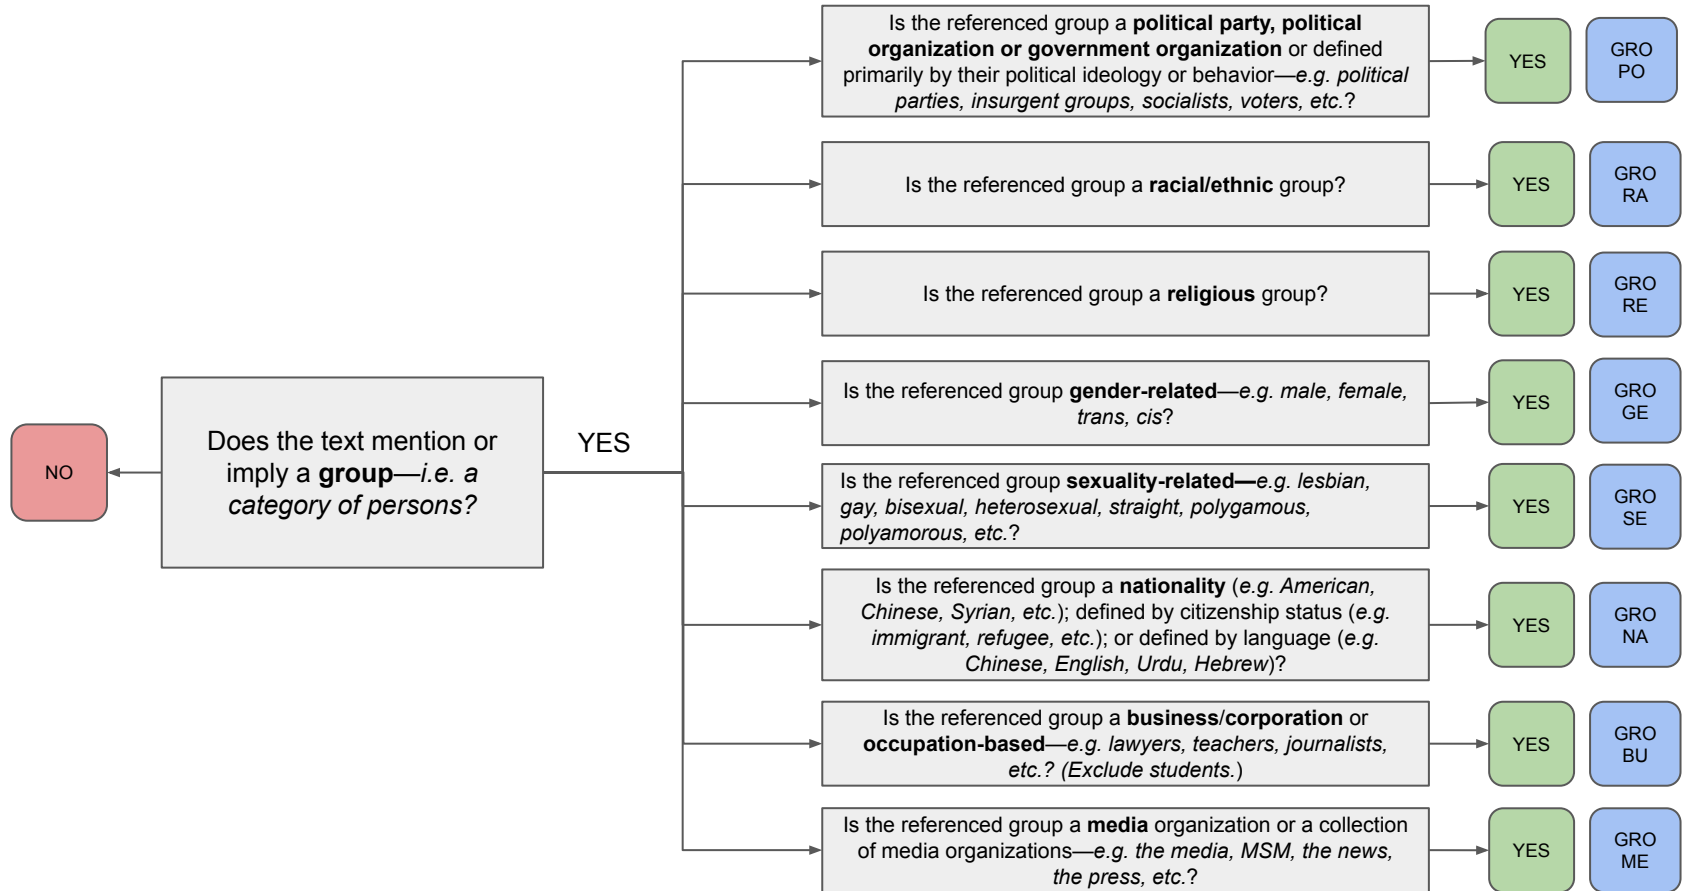 Is the referenced group a political party, political
organization or government organization or defined
primarily by their political ideology or behavior—e.g. political
parties, insurgent groups, socialists, voters, etc.?
YES
GRO
PO
Is the referenced group a racial/ethnic group?
YES
GRO
RA
Is the referenced group a religious group?
YES
GRO
RE
Is the referenced group gender-related—e.g. male, female,
trans, cis?
YES
GRO
GE
NO
Does the text mention or
imply a group—i.e. a
category of persons?
YES
Is the referenced group sexuality-related—e.g. lesbian,
gay, bisexual, heterosexual, straight, polygamous,
polyamorous, etc.?
YES
GRO
SE
Is the referenced group a nationality (e.g. American,
Chinese, Syrian, etc.); defined by citizenship status (e.g.
immigrant, refugee, etc.); or defined by language (e.g.
Chinese, English, Urdu, Hebrew)?
YES
GRO
NA
Is the referenced group a business/corporation or
occupation-based—e.g. lawyers, teachers, journalists,
etc.? (Exclude students.)
YES
GRO
BU
Is the referenced group a media organization or a collection
of media organizations—e.g. the media, MSM, the news,
the press, etc.?
YES
GRO
ME